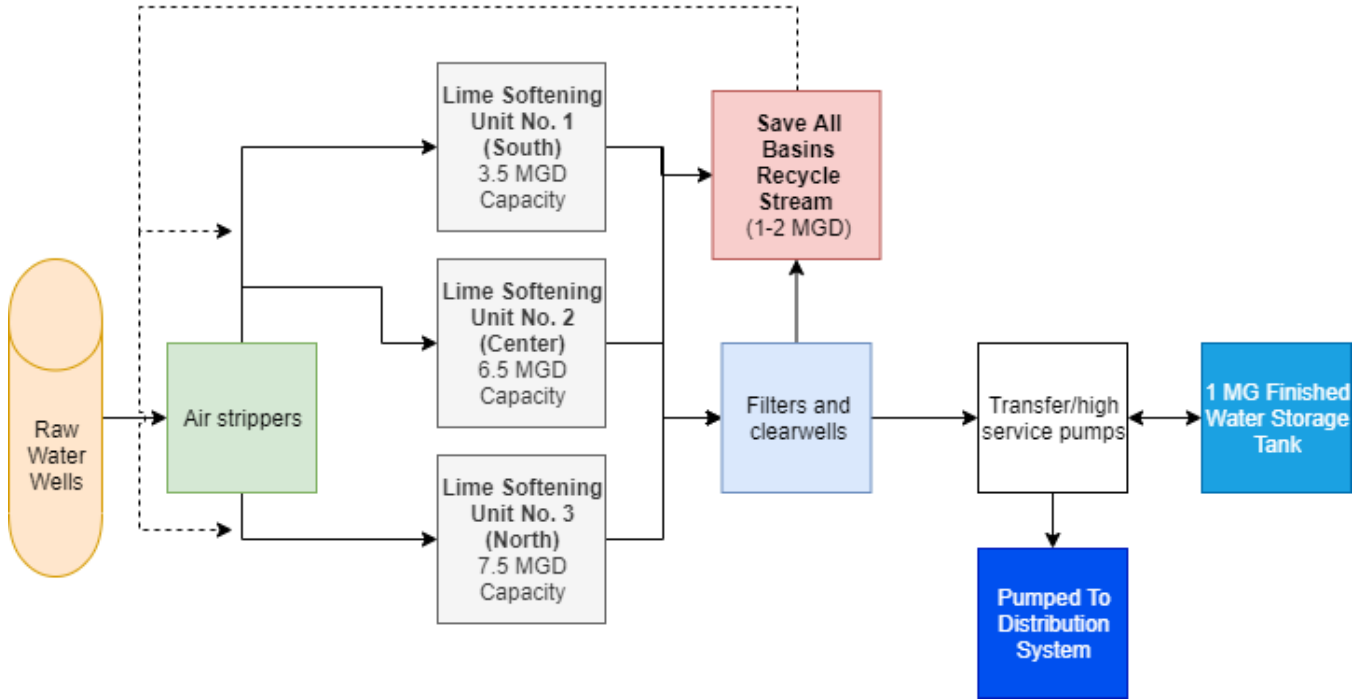 Raw
Water
Wells
Air strippers
Lime Softening
Unit No. 1
(South)
3.5 MGD
Capacity
Lime Softening
Unit No. 2
(Center)
6.5 MGD
Capacity
Lime Softening
Unit No. 3
(North)
7.5 MGD
Capacity
Save All
Basins
Recycle
Stream
(1-2 MGD)
Filters and
clearwells
Transfer/high
service pumps
1 MG Finished
Water Storage
Tank
Pumped To
Distribution
System